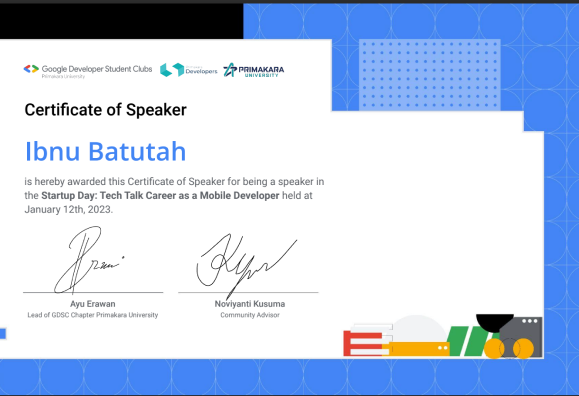 Google Developer Student Clubs
Primakara University
Developers
PRIMAKARA
UNIVERSITY
Certificate of Speaker
Ibnu Batutah
is hereby awarded this Certificate of Speaker for being a speaker in
the Startup Day: Tech Talk Career as a Mobile Developer held at
January 12th, 2023.
Ayu Erawan
Lead of GDSC Chapter Primakara University
Noviyanti Kusuma
Community Advisor